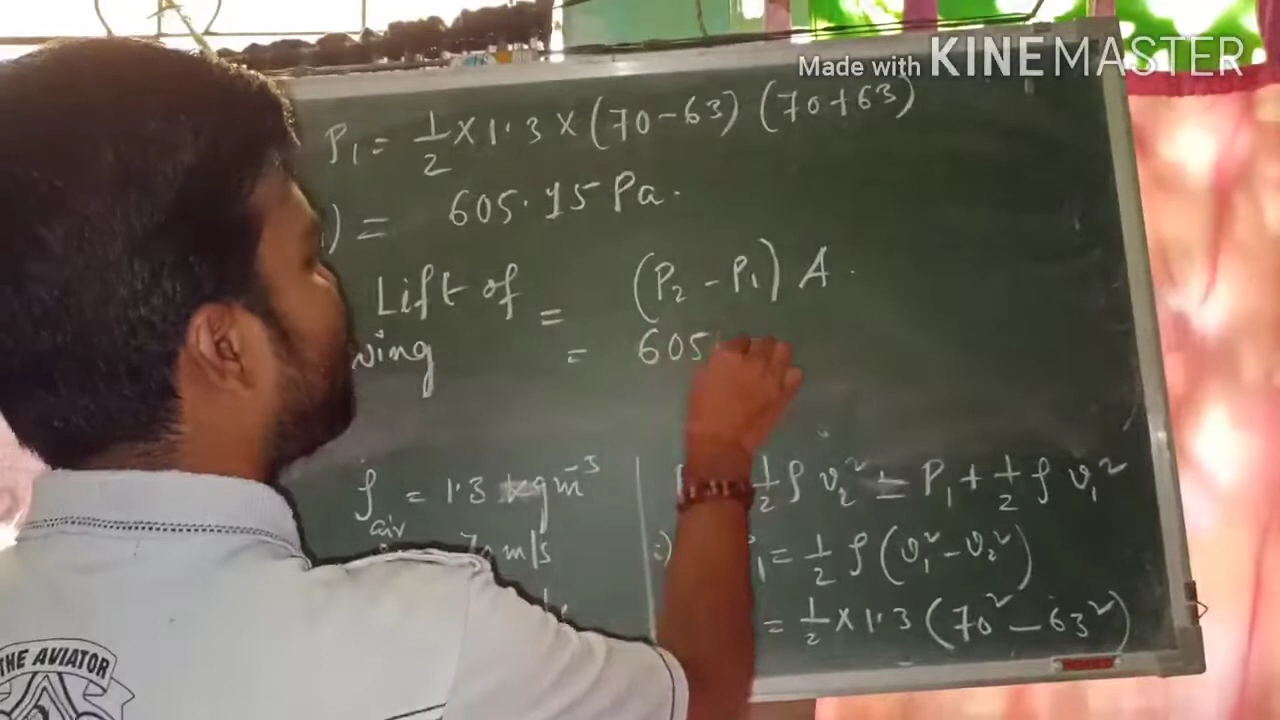 Made with KINEMASTER
P₁ = 1/2 × 1.3 × (70 - 63) (70 + 63)
) = 605.15 Pa.
Lift of wing = (P₂ - P₁) A.
= 605
ρ air = 1.3 kg m⁻³
m/s
1/2 ρ v₂² = P₁ + 1/2 ρ v₁²
= 1/2 ρ (v₁² - v₂²)
= 1/2 × 1.3 (70² - 63²)
THE AVIATOR